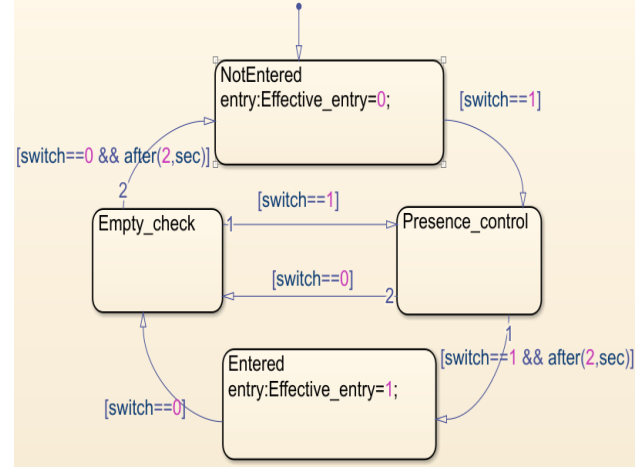 NotEntered
entry:Effective_entry=0;
[switch==1]
[switch==0 && after(2,sec)]
2
Empty_check
1
[switch==1]
Presence_control
[switch==0]
2
1
[switch==1 && after(2,sec)]
Entered
entry:Effective_entry=1;
[switch==0]